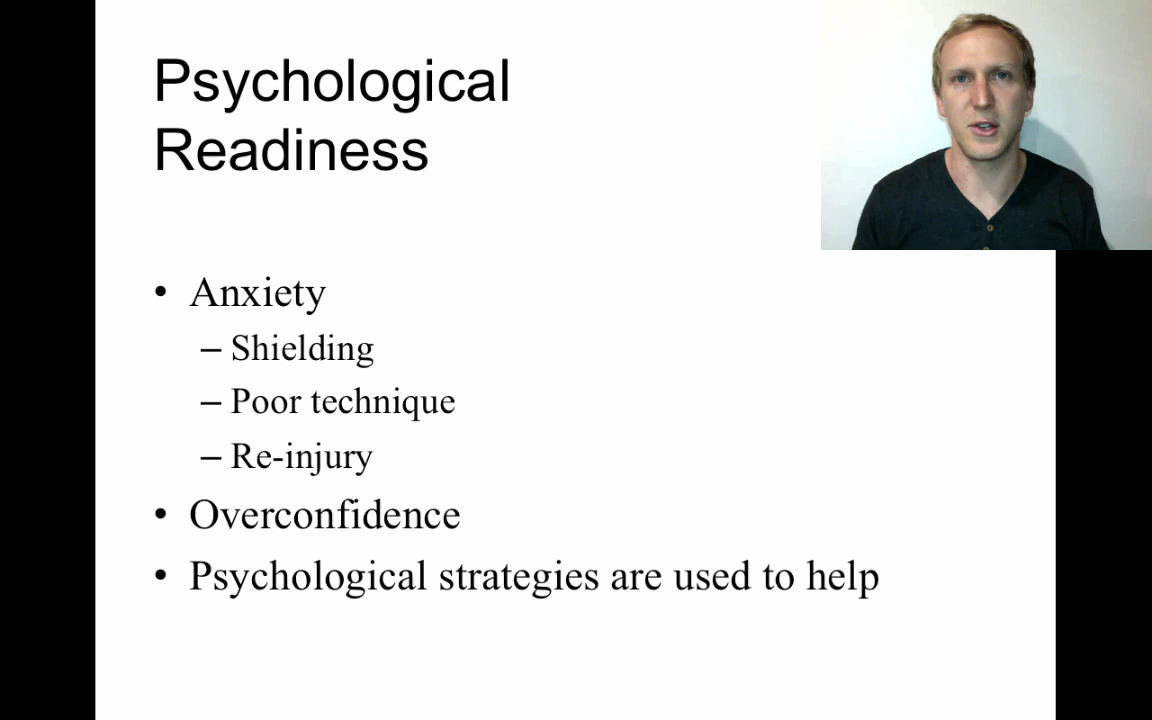 Psychological
Readiness
• Anxiety
– Shielding
– Poor technique
– Re-injury
• Overconfidence
• Psychological strategies are used to help